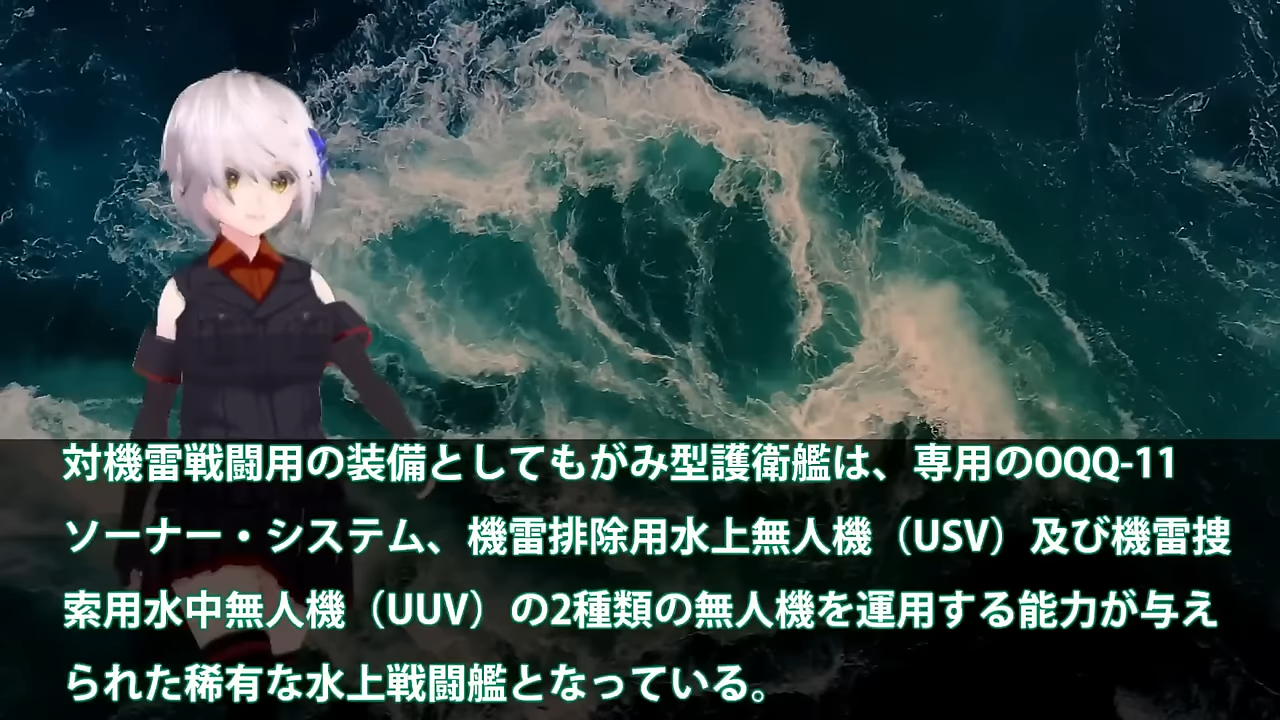 対機雷戦闘用の装備としてもがみ型護衛艦は、専用のOQQ-11
ソーナー・システム、機雷排除用水上無人機（USV）及び機雷捜
索用水中無人機（UUV）の2種類の無人機を運用する能力が与え
られた稀有な水上戦闘艦となっている。